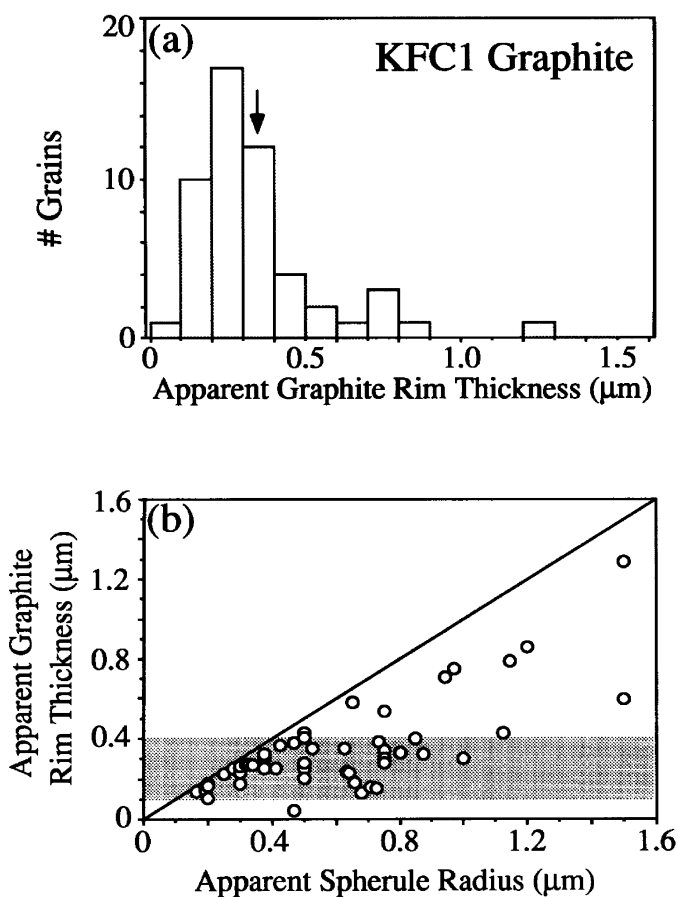 (a)
KFC1 Graphite
20
10
0
# Grains
0 0.5 1.0 1.5
Apparent Graphite Rim Thickness (μm)
(b)
1.6
1.2
0.8
0.4
0
Apparent Graphite
Rim Thickness (μm)
0 0.4 0.8 1.2 1.6
Apparent Spherule Radius (μm)